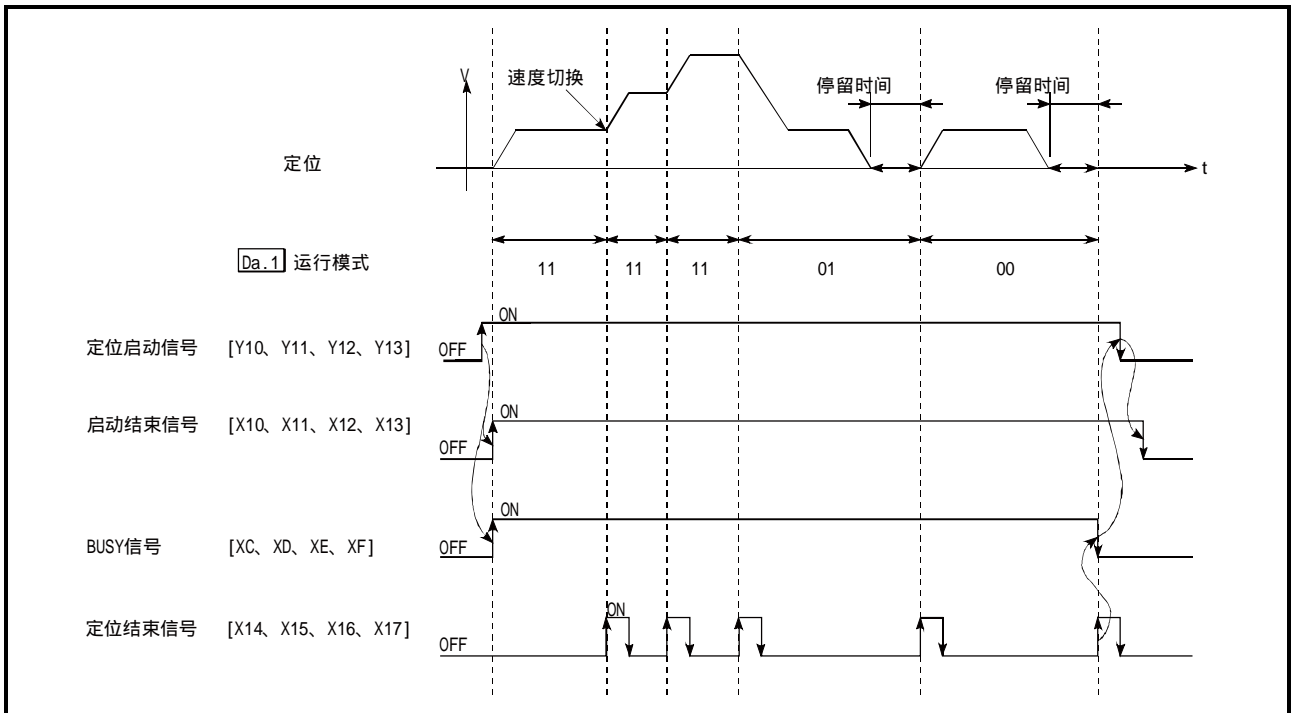 V
速度切换
停留时间
停留时间
定位
t
Da.1 运行模式
11
11
11
01
00
ON
定位启动信号 [Y10、Y11、Y12、Y13]
OFF
ON
启动结束信号 [X10、X11、X12、X13]
OFF
ON
BUSY信号 [XC、XD、XE、XF]
OFF
ON
定位结束信号 [X14、X15、X16、X17]
OFF